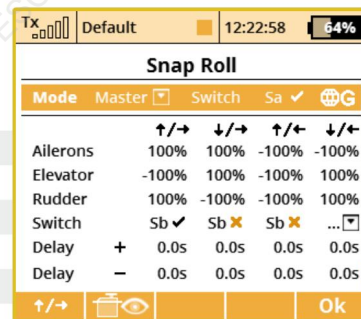 Tx Default 12:22:58 64%
Snap Roll
Mode Master Switch Sa ✔ G
↑/→ ↓/→ ↑/← ↓/←
Ailerons 100% 100% -100% -100%
Elevator -100% 100% -100% 100%
Rudder 100% -100% -100% 100%
Switch Sb ✔ Sb ✖ Sb ✖ ...
Delay + 0.0s 0.0s 0.0s 0.0s
Delay − 0.0s 0.0s 0.0s 0.0s
↑/→ Ok